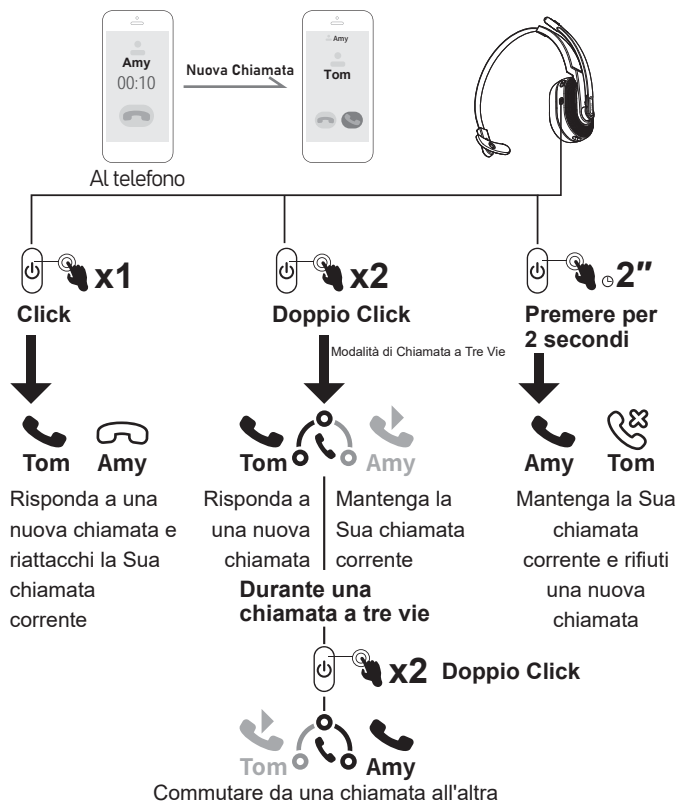 Amy
00:10
Nuova Chiamata
Amy
Tom
Al telefono
x1
Click
x2
Doppio Click
2"
Premere per
2 secondi
Modalità di Chiamata a Tre Vie
Tom Amy
Risponda a una
nuova chiamata e
riattacchi la Sua
chiamata
corrente
Tom Amy
Risponda a
una nuova
chiamata
Mantenga la
Sua chiamata
corrente
Amy Tom
Mantenga la Sua
chiamata
corrente e rifiuti
una nuova
chiamata
Durante una
chiamata a tre vie
x2 Doppio Click
Tom Amy
Commutare da una chiamata all'altra